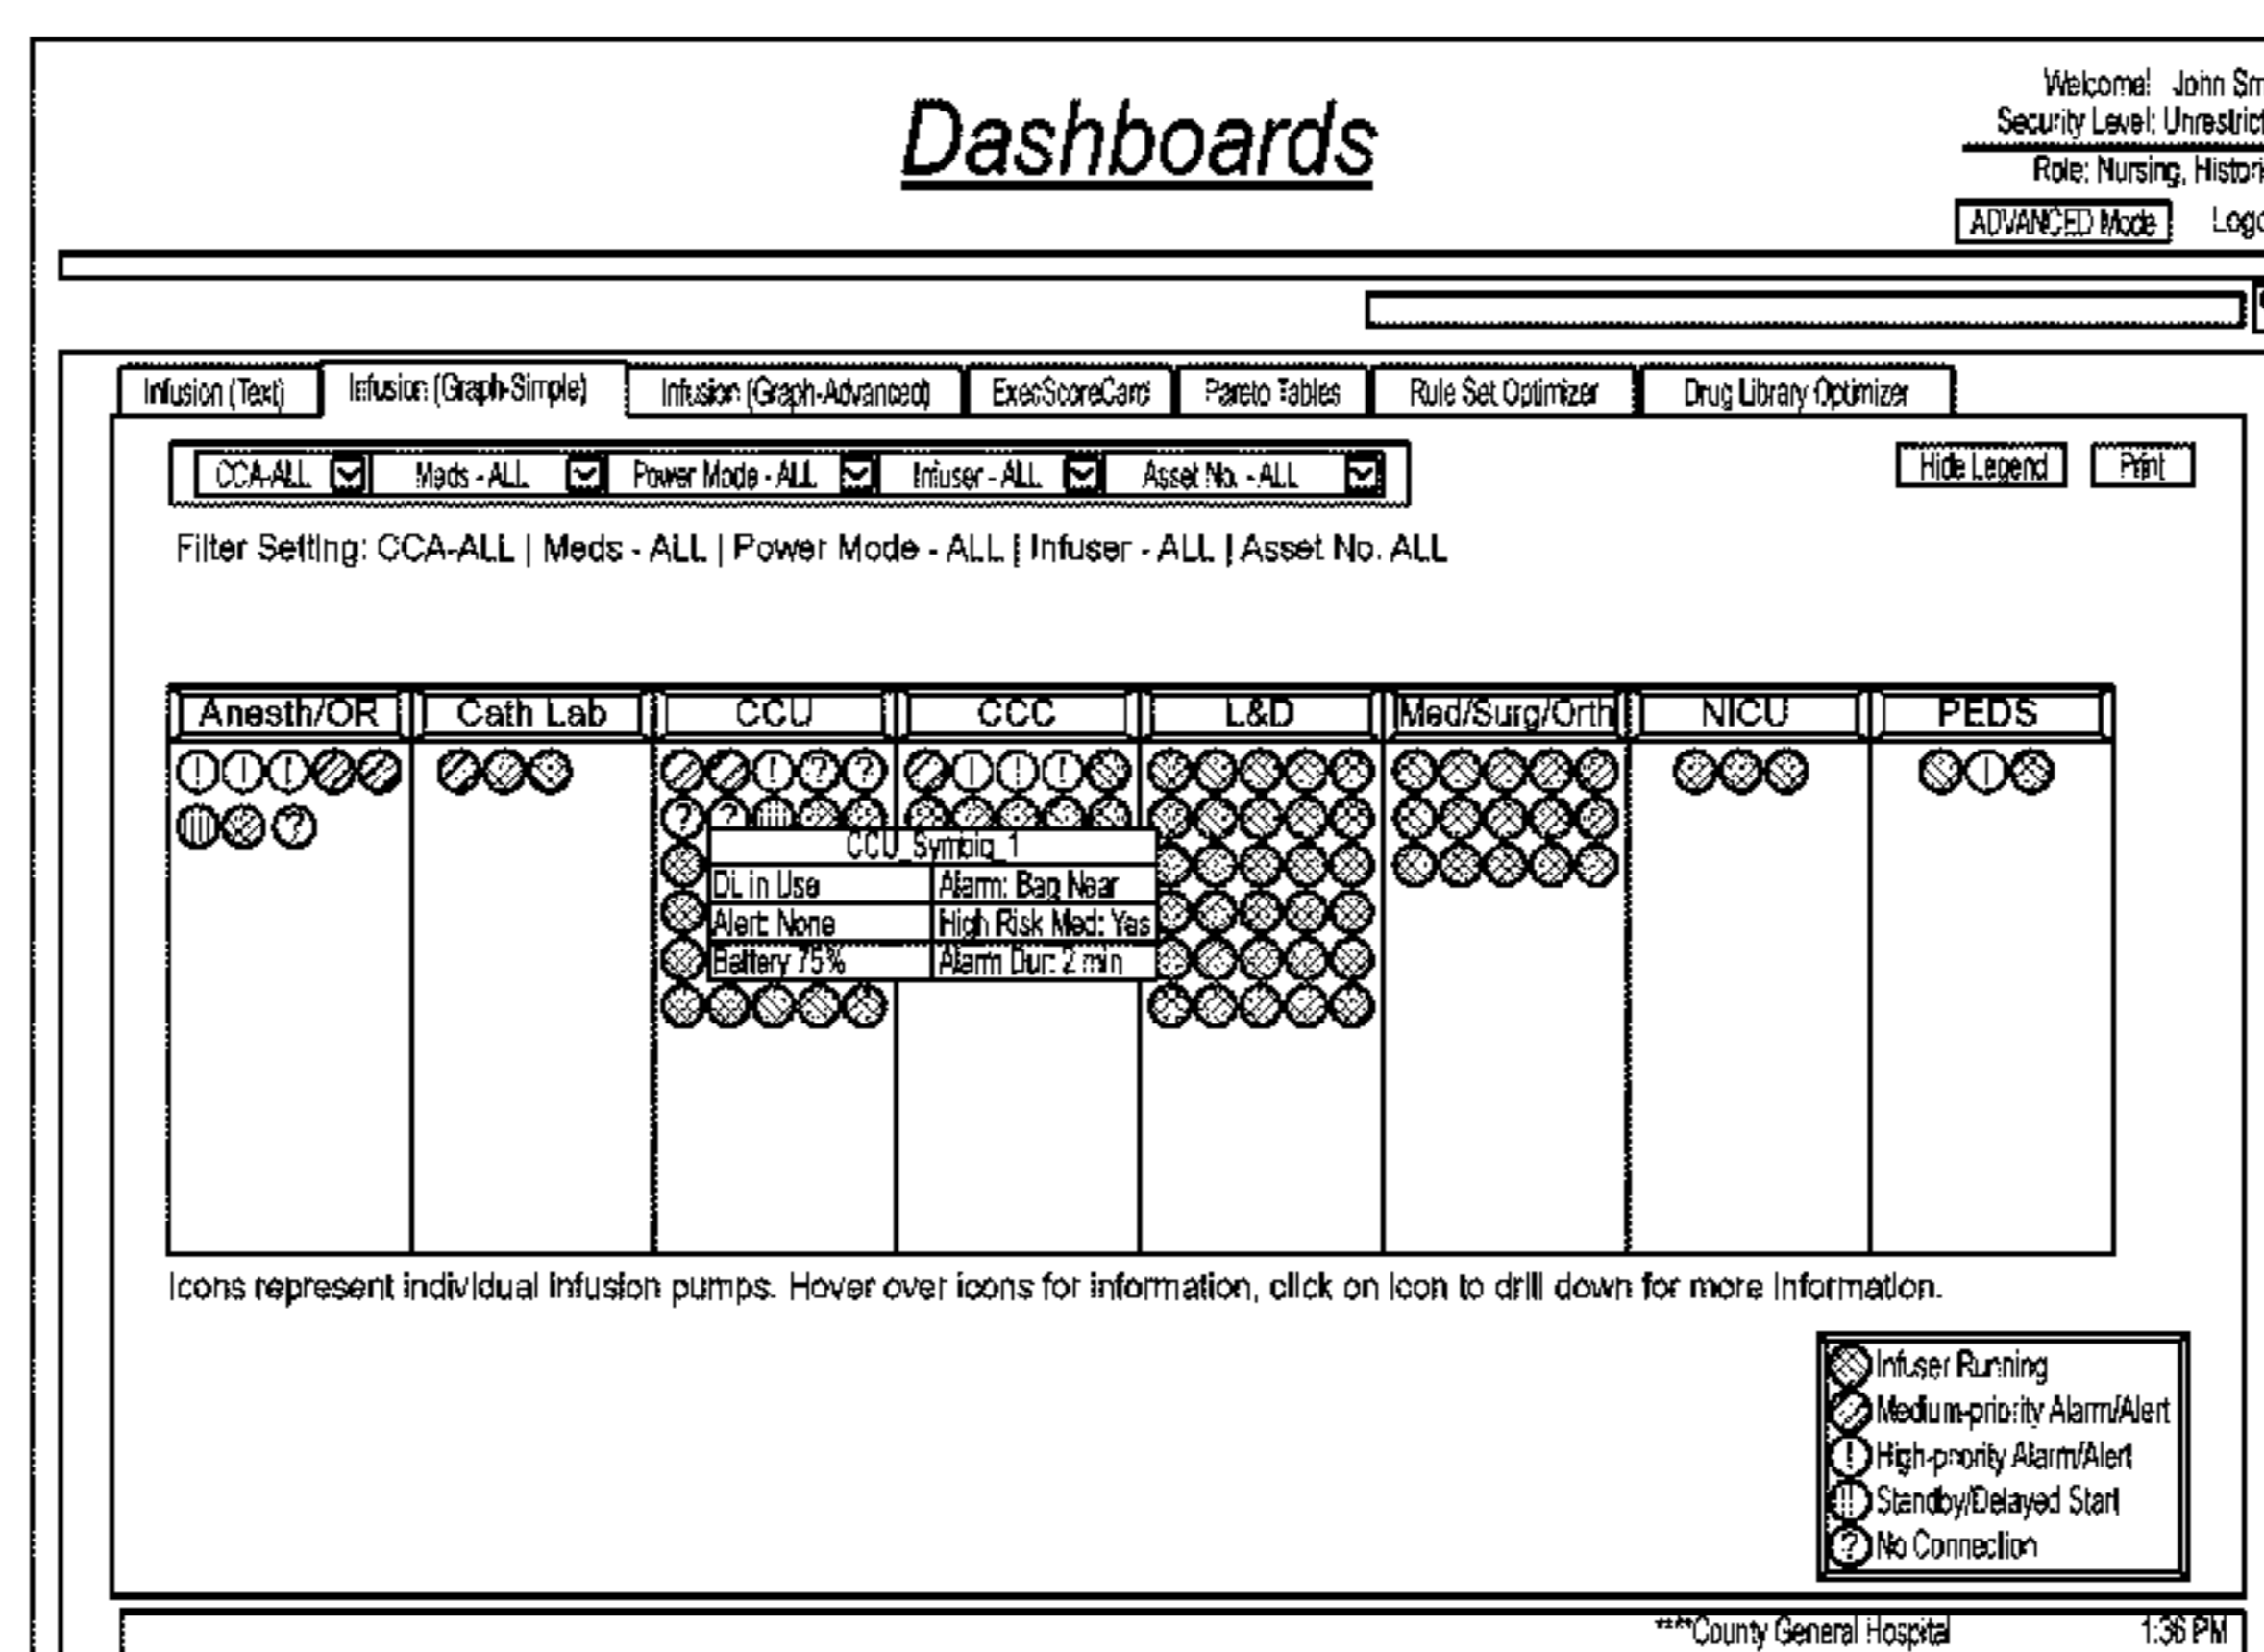 Dashboards
Welcome! John Sm
Security Level: Unrestrict
Role: Nursing, Histori
ADVANCED Mode Logo
Infusion (Text) Infusion (Graph-Simple) Infusion (Graph-Advanced) ExecScoreCard Pareto Tables Rule Set Optimizer Drug Library Optimizer
CCA-ALL Meds - ALL Power Mode - ALL Infuser - ALL Asset No. - ALL Hide Legend Print
Filter Setting: CCA-ALL | Meds - ALL | Power Mode - ALL | Infuser - ALL | Asset No. ALL
Anesth/OR Cath Lab CCU CCC L&D Med/Surg/Orth NICU PEDS
CCU_Symbiq_1
DL in Use Alarm: Bag Near
Alert: None High Risk Med: Yes
Battery 75% Alarm Dur: 2 min
Icons represent individual infusion pumps. Hover over icons for information, click on icon to drill down for more information.
Infuser Running
Medium-priority Alarm/Alert
! High-priority Alarm/Alert
Standby/Delayed Start
? No Connection
****County General Hospital 1:36 PM